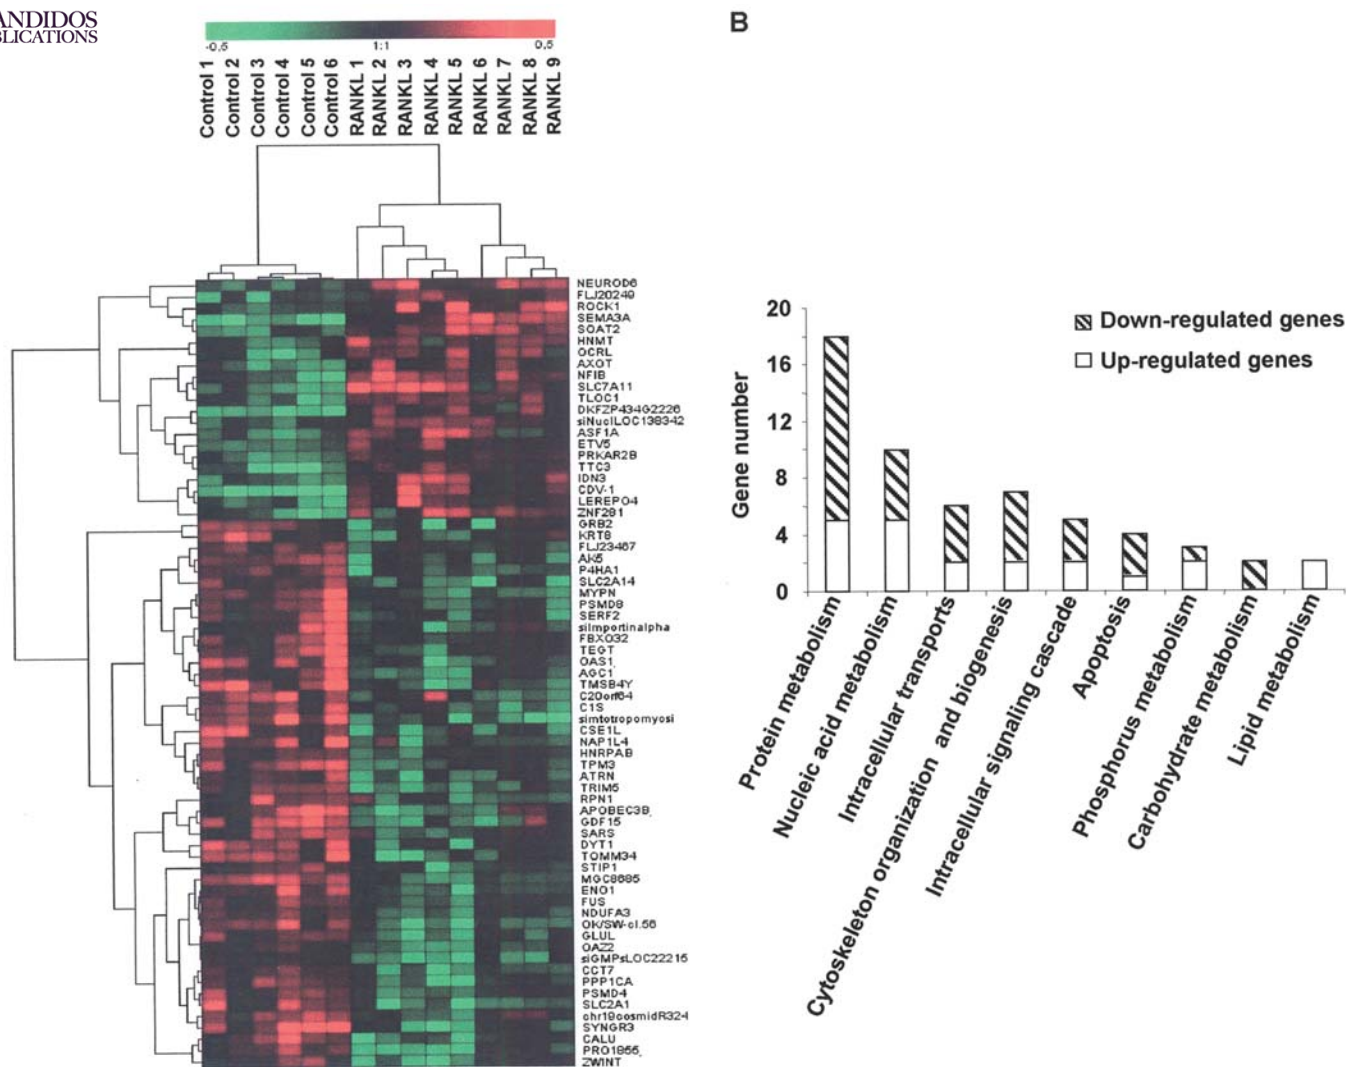 ANDIDOS
BLICATIONS
-0,5 1:1 0,5
Control 1
Control 2
Control 3
Control 4
Control 5
Control 6
RANKL 1
RANKL 2
RANKL 3
RANKL 4
RANKL 5
RANKL 6
RANKL 7
RANKL 8
RANKL 9
NEUROD6
FLJ20249
ROCK1
SEMA3A
SOAT2
HNMT
OCRL
AXOT
NFIB
SLC7A11
TLOC1
DKFZP434G2226
siNuclLOC138342
ASF1A
ETV5
PRKAR2B
TTC3
IDN3
CDV-1
LEREPO4
ZNF281
GRB2
KRT8
FLJ23467
AK5
P4HA1
SLC2A14
MYPN
PSMD8
SERF2
siImportinalpha
FBXO32
TEGT
OAS1
AGC1
TMSB4Y
C20orf64
C1S
simtotropomyosi
CSE1L
NAP1L4
HNRPAB
TPM3
ATRN
TRIM5
RPN1
APOBEC3B
GDF15
SARS
DYT1
TOMM34
STIP1
MGC8685
ENO1
FUS
NDUFA3
OK/SW-cl.56
GLUL
OAZ2
siGMPsLOC22215
CCT7
PPP1CA
PSMD4
SLC2A1
chr19cosmidR324
SYNGR3
CALU
PRO1855
ZWINT
B
Down-regulated genes
Up-regulated genes
Gene number
20
16
12
8
4
0
Protein metabolism
Nucleic acid metabolism
Intracellular transports
Cytoskeleton organization and biogenesis
Intracellular signaling cascade
Apoptosis
Phosphorus metabolism
Carbohydrate metabolism
Lipid metabolism